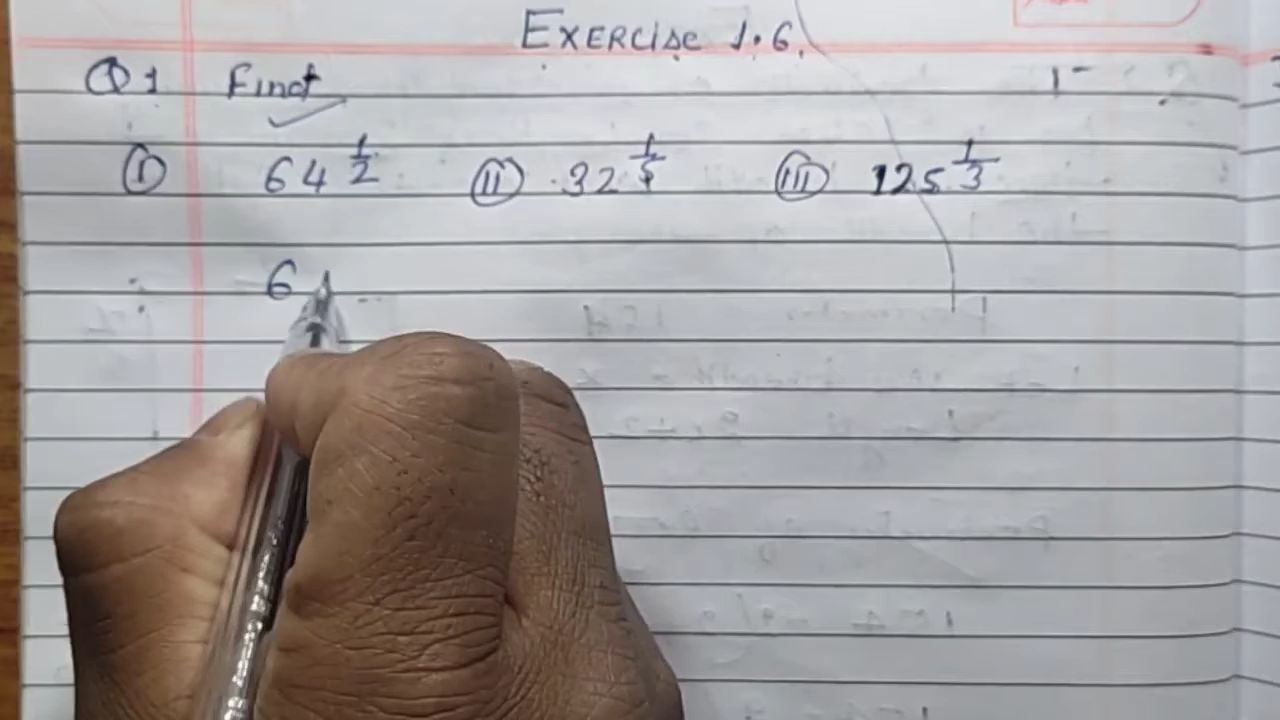 Exercise 1.6.
Q1 Find
(i) 64^1/2 (ii) 32^1/5 (iii) 125^1/3
6